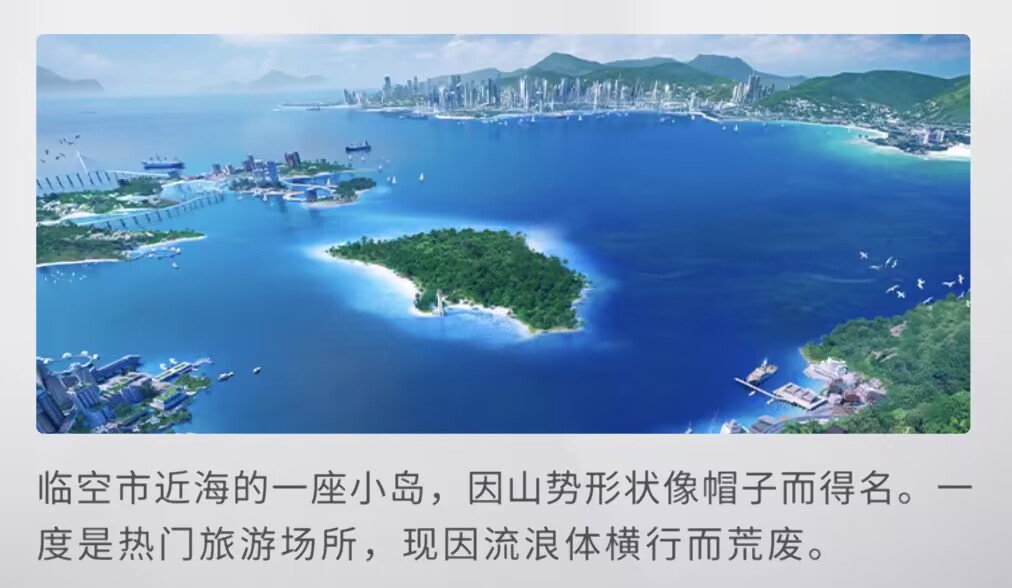 临空市近海的一座小岛，因山势形状像帽子而得名。一
度是热门旅游场所，现因流浪体横行而荒废。